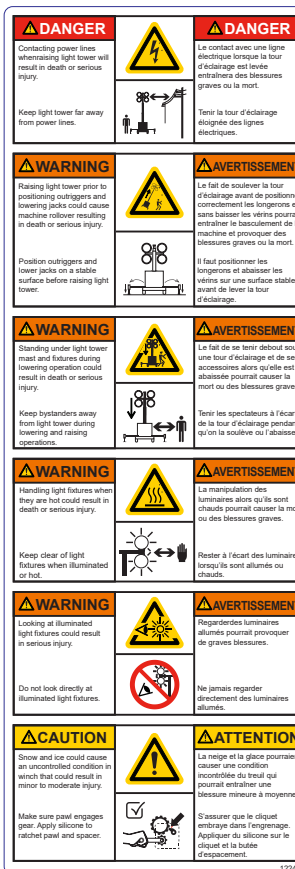 DANGER
Contacting power lines
whenraising light tower will
result in death or serious
injury.
Keep light tower far away
from power lines.
DANGER
Le contact avec une ligne
électrique lorsque la tour
d'éclairage est levée
entraînera des blessures
graves ou la mort.
Tenir la tour d'éclairage
éloignée des lignes
électriques.
WARNING
Raising light tower prior to
positioning outriggers and
lowering jacks could cause
machine rollover resulting
in death or serious injury.
Position outriggers and
lower jacks on a stable
surface before raising light
tower.
AVERTISSEMEN
Le fait de soulever la tour
d'éclairage avant de positionne
correctement les longerons e
sans baisser les vérins pourra
entraîner le basculement de
machine et provoquer des
blessures graves ou la mort.
Il faut positionner les
longerons et abaisser les
vérins sur une surface stable
avant de lever la tour
d'éclairage.
WARNING
Standing under light tower
mast and fixtures during
lowering operation could
result in death or serious
injury.
Keep bystanders away
from light tower during
lowering and raising
operations.
AVERTISSEMEN
Le fait de se tenir debout sou
une tour d'éclairage et de se
accessoires alors qu'elle est
abaissée pourrait causer la
mort ou des blessures grave
Tenir les spectateurs à l'écar
de la tour d'éclairage pendan
qu'on la soulève ou l'abaisse
WARNING
Handling light fixtures when
they are hot could result in
death or serious injury.
Keep clear of light
fixtures when illuminated
or hot.
AVERTISSEMEN
La manipulation des
luminaires alors qu'ils sont
chauds pourrait causer la mo
ou des blessures graves.
Rester à l'écart des luminaire
lorsqu'ils sont allumés ou
chauds.
WARNING
Looking at illuminated
light fixtures could result
in serious injury.
Do not look directly at
illuminated light fixtures.
AVERTISSEMEN
Regarderdes luminaires
allumés pourrait provoquer
de graves blessures.
Ne jamais regarder
directement des luminaires
allumés.
CAUTION
Snow and ice could cause
an uncontrolled condition in
winch that could result in
minor to moderate injury.
Make sure pawl engages
gear. Apply silicone to
ratchet pawl and spacer.
ATTENTION
La neige et la glace pourraien
causer une condition
incontrôlée du treuil qui
pourrait entraîner une
blessure mineure à moyenne
S'assurer que le cliquet
embraye dans l'engrenage.
Appliquer du silicone sur le
cliquet et la butée
d'espacement.